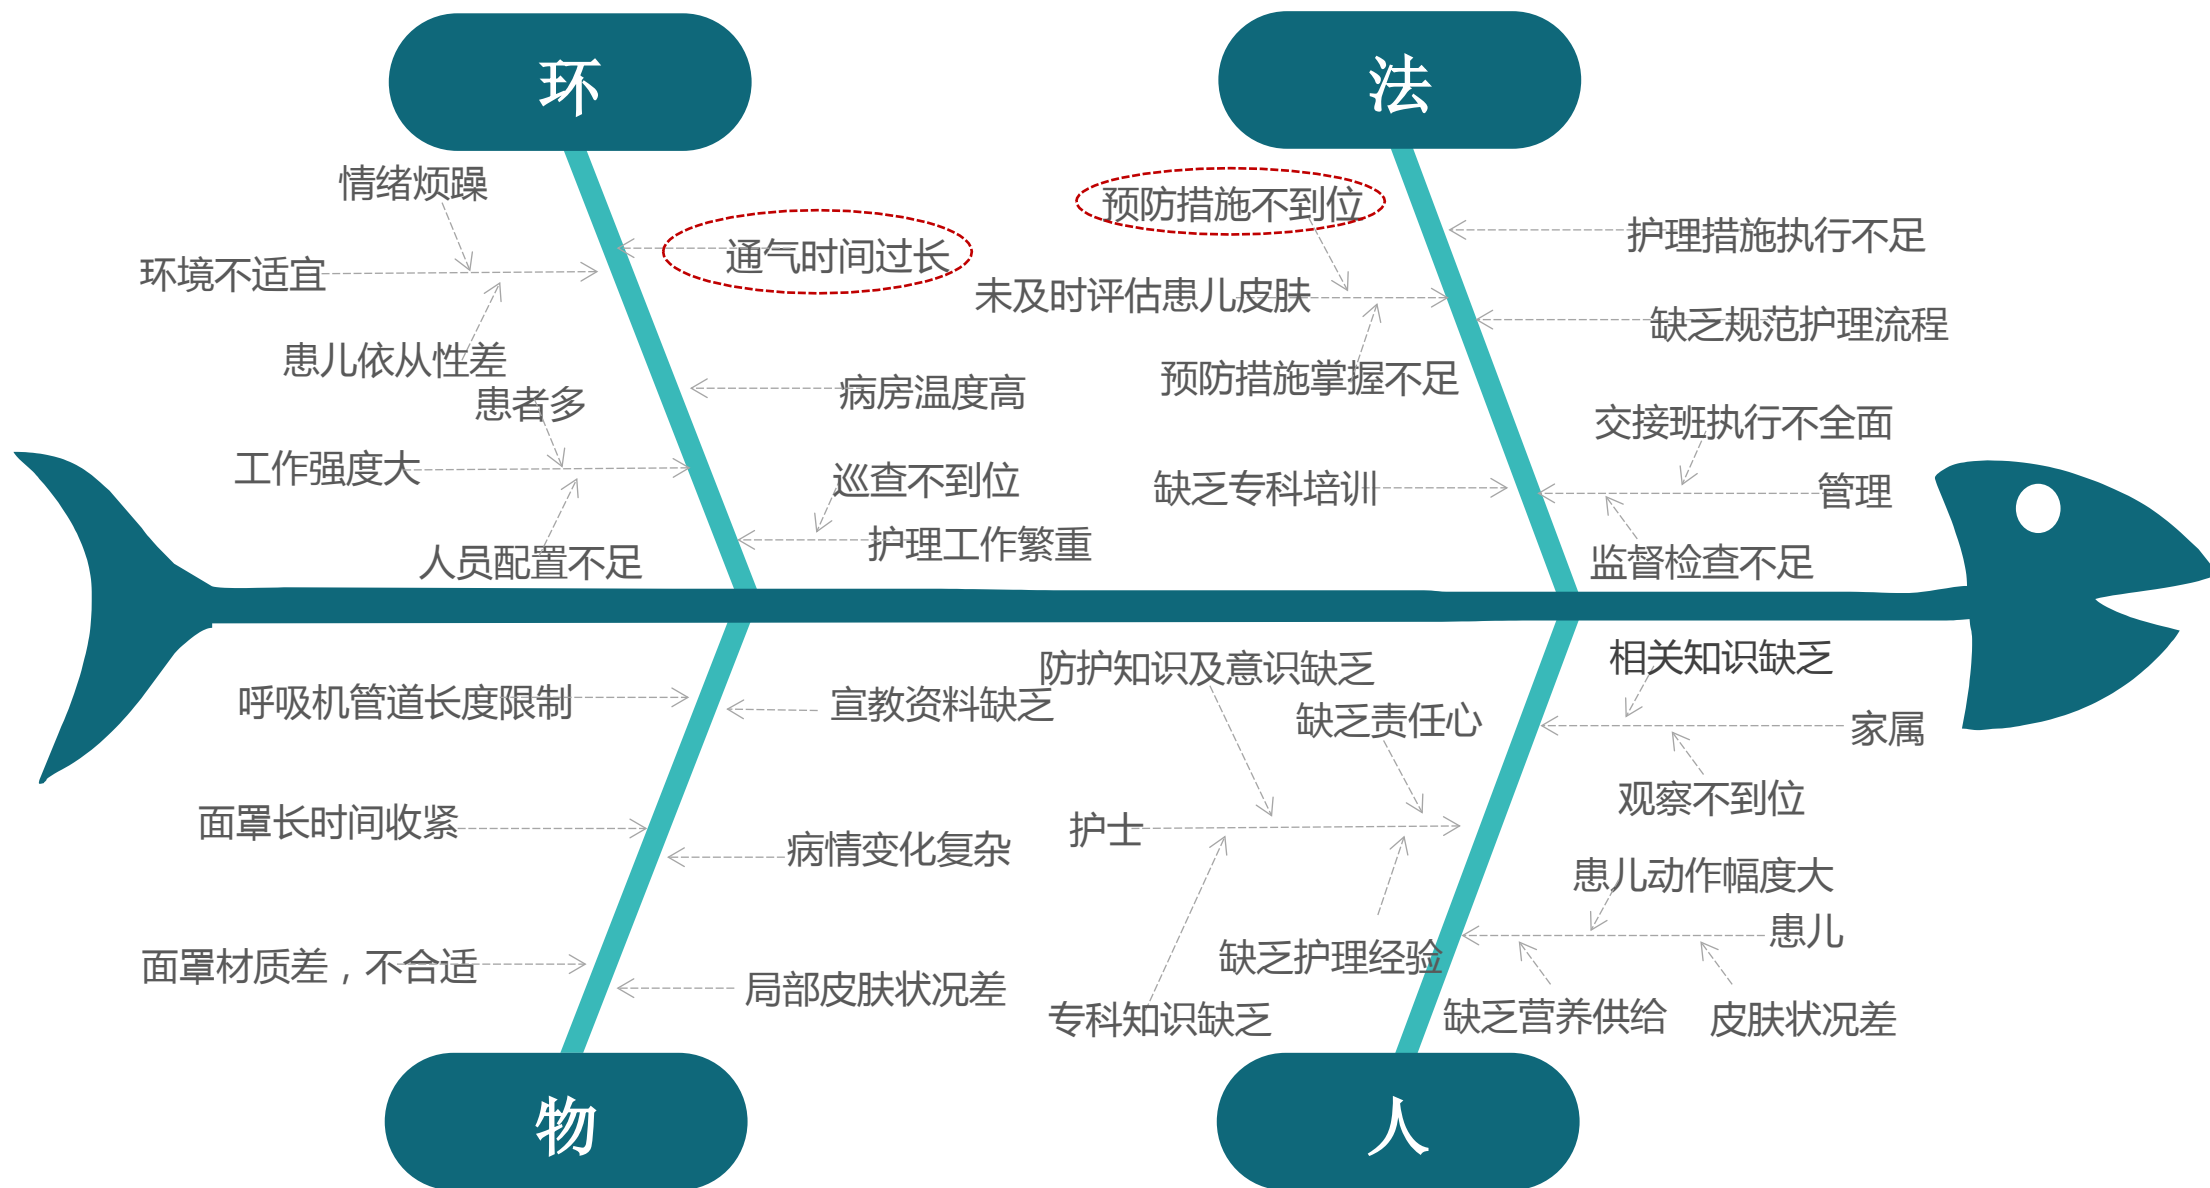 环
法
情绪烦躁
通气时间过长
环境不适宜
患儿依从性差
患者多
病房温度高
工作强度大
巡查不到位
护理工作繁重
人员配置不足
预防措施不到位
护理措施执行不足
未及时评估患儿皮肤
缺乏规范护理流程
预防措施掌握不足
交接班执行不全面
缺乏专科培训
管理
监督检查不足
呼吸机管道长度限制
宣教资料缺乏
面罩长时间收紧
病情变化复杂
面罩材质差，不合适
局部皮肤状况差
防护知识及意识缺乏
缺乏责任心
相关知识缺乏
家属
观察不到位
护士
患儿动作幅度大
患儿
缺乏护理经验
专科知识缺乏
缺乏营养供给
皮肤状况差
物
人